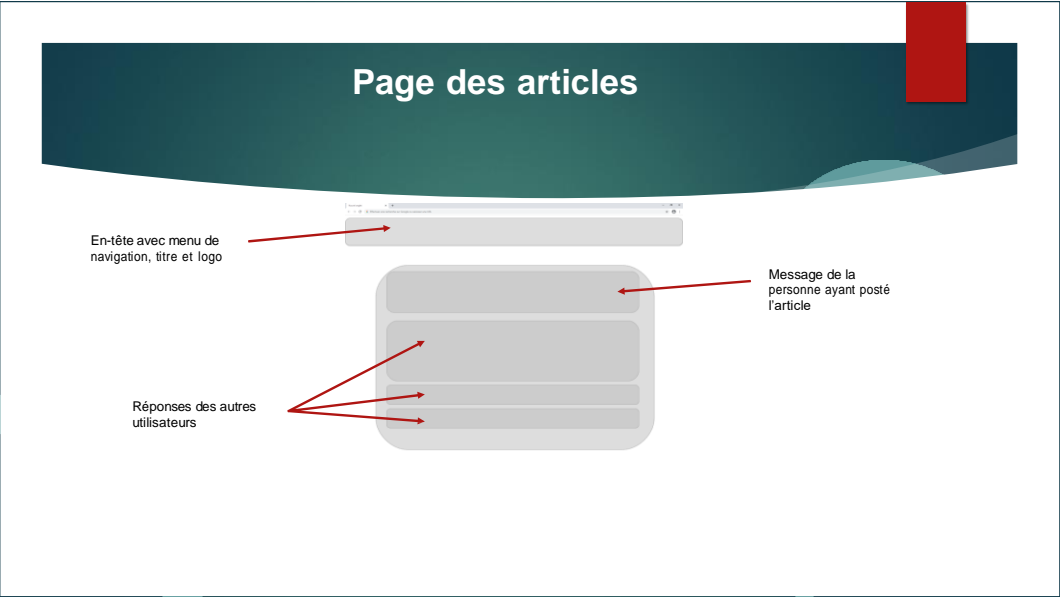 Page des articles
En-tête avec menu de
navigation, titre et logo
Message de la
personne ayant posté
l'article
Réponses des autres
utilisateurs